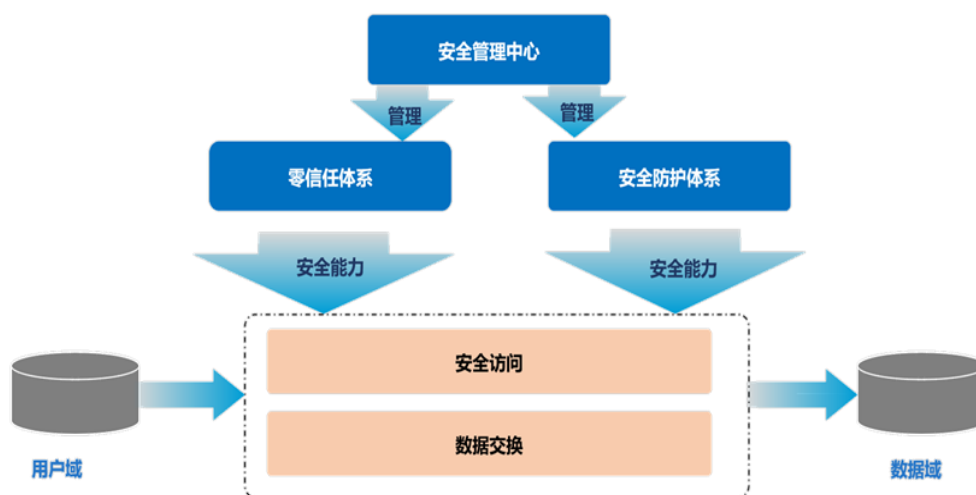 安全管理中心
管理
管理
零信任体系
安全防护体系
安全能力
安全能力
安全访问
数据交换
用户域
数据域